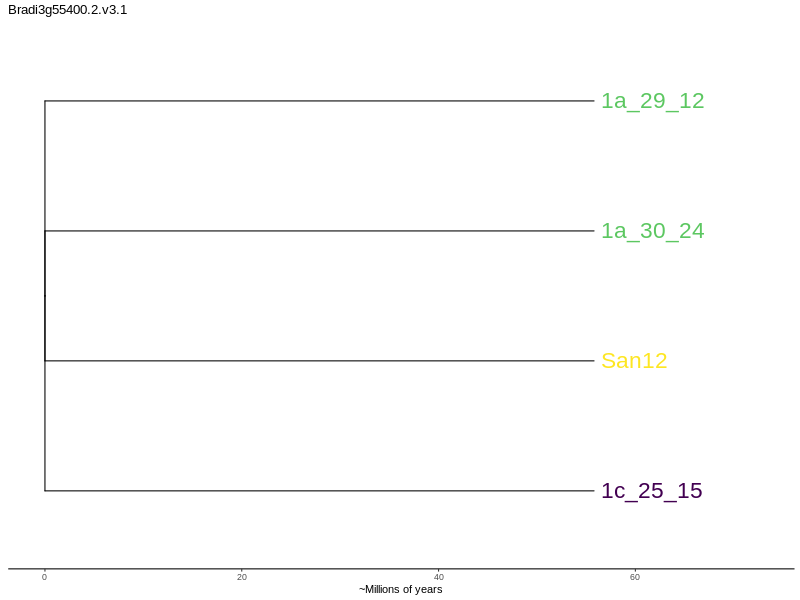 Bradi3g55400.2.v3.1
1a_29_12
1a_30_24
San12
1c_25_15
0 20 40 60
~Millions of years